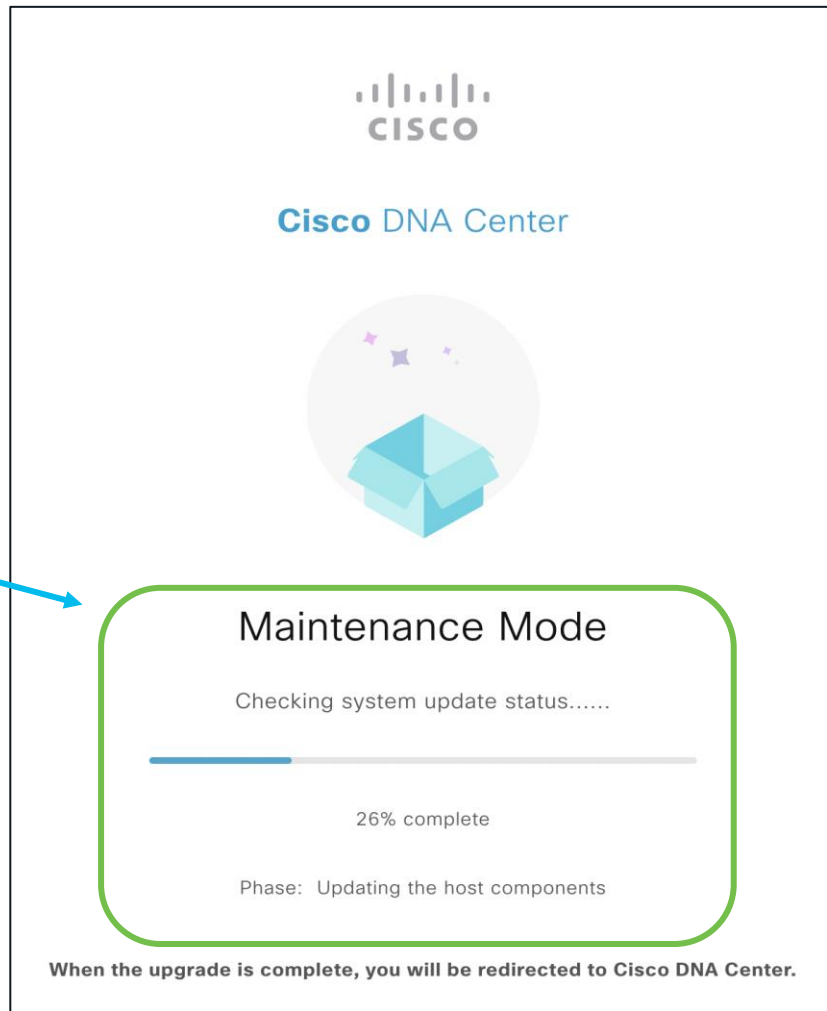 CISCO
Cisco DNA Center
Maintenance Mode
Checking system update status......
26% complete
Phase: Updating the host components
When the upgrade is complete, you will be redirected to Cisco DNA Center.